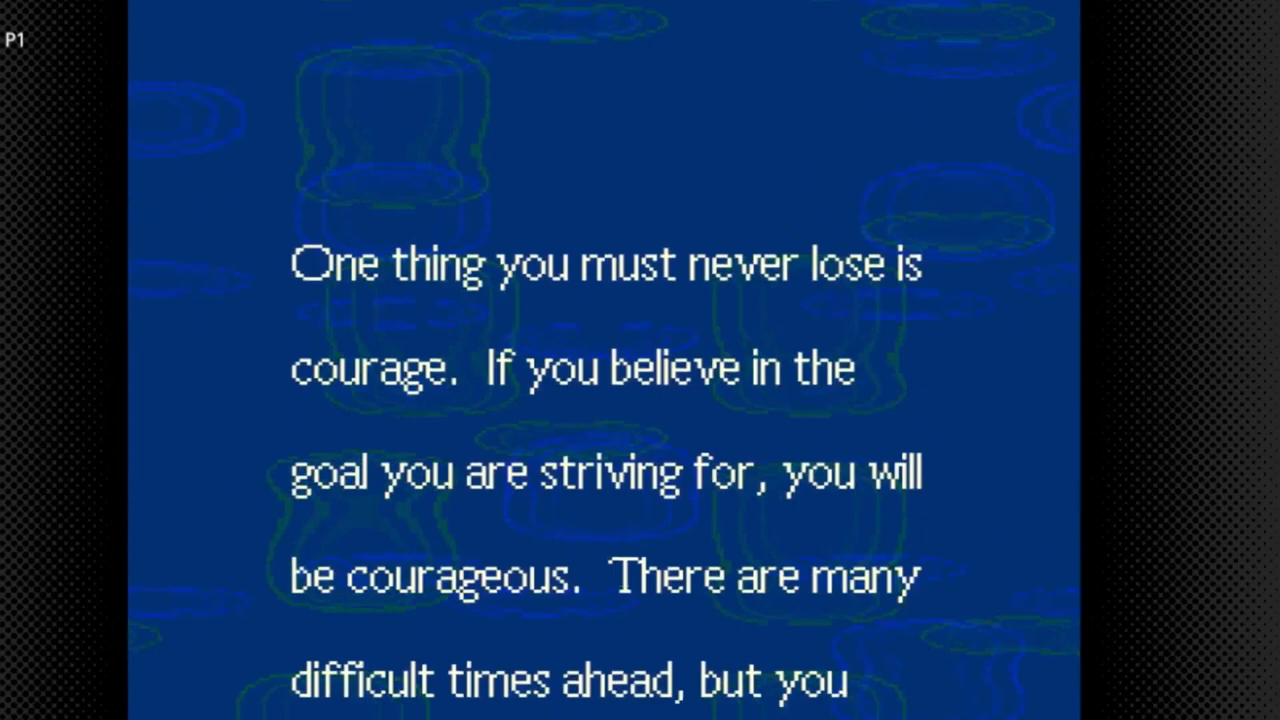 P1
One thing you must never lose is
courage.  If you believe in the
goal you are striving for, you will
be courageous.  There are many
difficult times ahead, but you